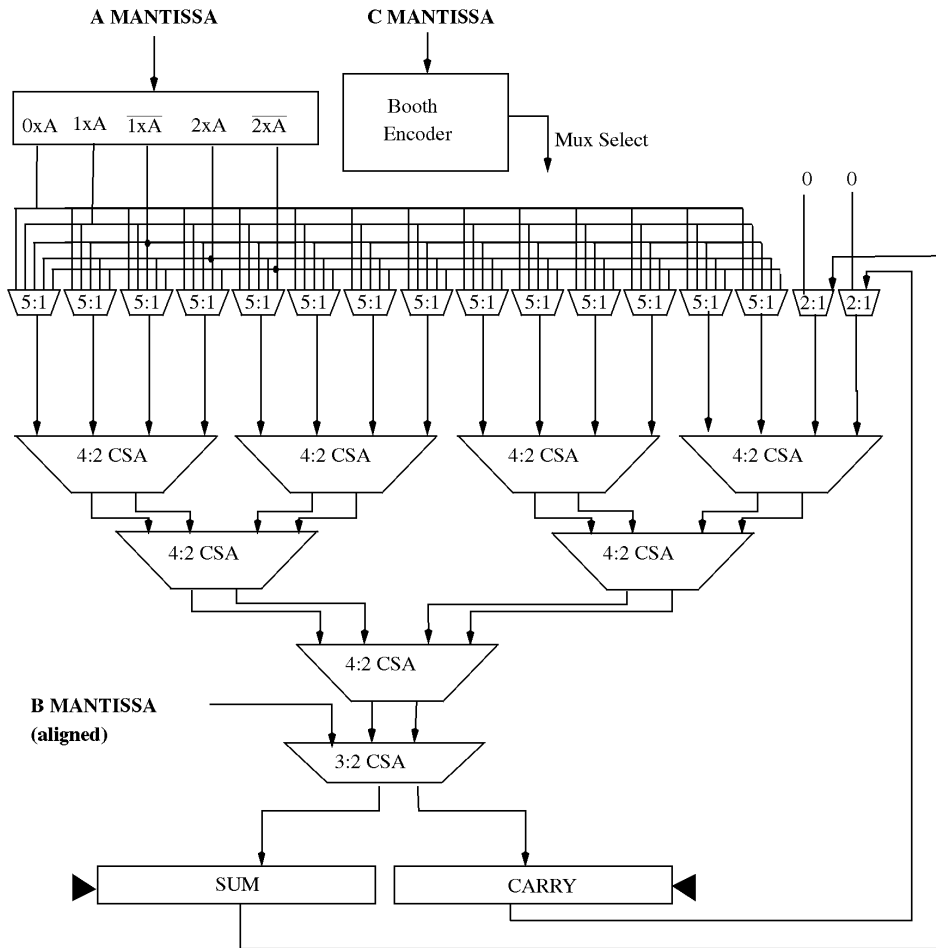 A MANTISSA C MANTISSA
0xA 1xA 1xA 2xA 2xA
Booth
Encoder
Mux Select
0 0
5:1 5:1 5:1 5:1 5:1 5:1 5:1 5:1 5:1 5:1 5:1 5:1 5:1 5:1 2:1 2:1
4:2 CSA 4:2 CSA 4:2 CSA 4:2 CSA
4:2 CSA 4:2 CSA
4:2 CSA
B MANTISSA
(aligned)
3:2 CSA
SUM CARRY